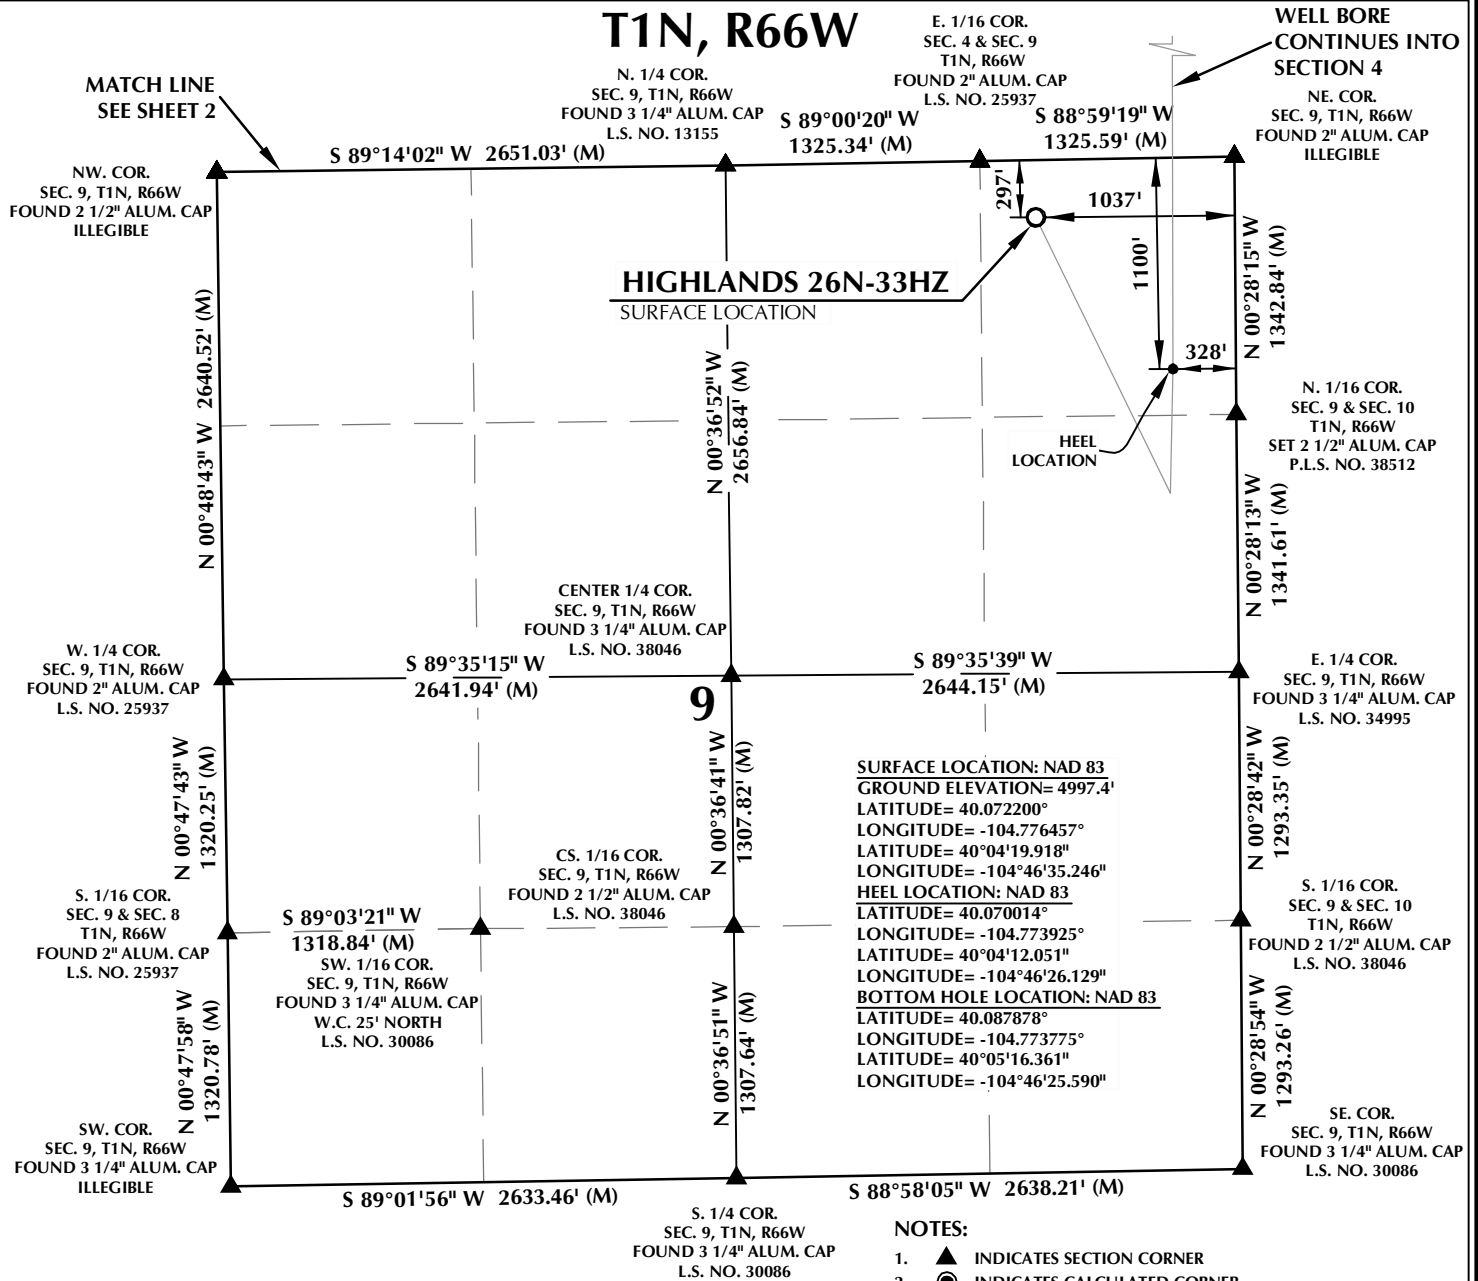 T1N, R66W
MATCH LINE
SEE SHEET 2
N. 1/4 COR.
SEC. 9, T1N, R66W
FOUND 3 1/4" ALUM. CAP
L.S. NO. 13155
E. 1/16 COR.
SEC. 4 & SEC. 9
T1N, R66W
FOUND 2" ALUM. CAP
L.S. NO. 25937
WELL BORE
CONTINUES INTO
SECTION 4
NE. COR.
SEC. 9, T1N, R66W
FOUND 2" ALUM. CAP
ILLEGIBLE
S 89°14'02" W 2651.03' (M)
S 89°00'20" W
1325.34' (M)
S 88°59'19" W
1325.59' (M)
NW. COR.
SEC. 9, T1N, R66W
FOUND 2 1/2" ALUM. CAP
ILLEGIBLE
297'
1037'
1100'
328'
HIGHLANDS 26N-33HZ
SURFACE LOCATION
N 00°28'15" W
1342.84' (M)
N 00°48'43" W 2640.52' (M)
N 00°36'52" W
2656.84' (M)
HEEL
LOCATION
N. 1/16 COR.
SEC. 9 & SEC. 10
T1N, R66W
SET 2 1/2" ALUM. CAP
P.L.S. NO. 38512
N 00°28'13" W
1341.61' (M)
CENTER 1/4 COR.
SEC. 9, T1N, R66W
FOUND 3 1/4" ALUM. CAP
L.S. NO. 38046
W. 1/4 COR.
SEC. 9, T1N, R66W
FOUND 2" ALUM. CAP
L.S. NO. 25937
S 89°35'15" W
2641.94' (M)
S 89°35'39" W
2644.15' (M)
E. 1/4 COR.
SEC. 9, T1N, R66W
FOUND 3 1/4" ALUM. CAP
L.S. NO. 34995
9
N 00°47'43" W
1320.25' (M)
N 00°36'41" W
1307.82' (M)
N 00°28'42" W
1293.35' (M)
SURFACE LOCATION: NAD 83
GROUND ELEVATION= 4997.4'
LATITUDE= 40.072200°
LONGITUDE= -104.776457°
LATITUDE= 40°04'19.918"
LONGITUDE= -104°46'35.246"
HEEL LOCATION: NAD 83
LATITUDE= 40.070014°
LONGITUDE= -104.773925°
LATITUDE= 40°04'12.051"
LONGITUDE= -104°46'26.129"
BOTTOM HOLE LOCATION: NAD 83
LATITUDE= 40.087878°
LONGITUDE= -104.773775°
LATITUDE= 40°05'16.361"
LONGITUDE= -104°46'25.590"
CS. 1/16 COR.
SEC. 9, T1N, R66W
FOUND 2 1/2" ALUM. CAP
L.S. NO. 38046
S. 1/16 COR.
SEC. 9 & SEC. 8
T1N, R66W
FOUND 2" ALUM. CAP
L.S. NO. 25937
S 89°03'21" W
1318.84' (M)
SW. 1/16 COR.
SEC. 9, T1N, R66W
FOUND 3 1/4" ALUM. CAP
W.C. 25' NORTH
L.S. NO. 30086
S. 1/16 COR.
SEC. 9 & SEC. 10
T1N, R66W
FOUND 2 1/2" ALUM. CAP
L.S. NO. 38046
N 00°47'58" W
1320.78' (M)
N 00°36'51" W
1307.64' (M)
N 00°28'54" W
1293.26' (M)
SW. COR.
SEC. 9, T1N, R66W
FOUND 3 1/4" ALUM. CAP
ILLEGIBLE
SE. COR.
SEC. 9, T1N, R66W
FOUND 3 1/4" ALUM. CAP
L.S. NO. 30086
S 89°01'56" W 2633.46' (M)
S 88°58'05" W 2638.21' (M)
S. 1/4 COR.
SEC. 9, T1N, R66W
FOUND 3 1/4" ALUM. CAP
L.S. NO. 30086
NOTES:
1. INDICATES SECTION CORNER
2. INDICATES CALCULATED CORNER